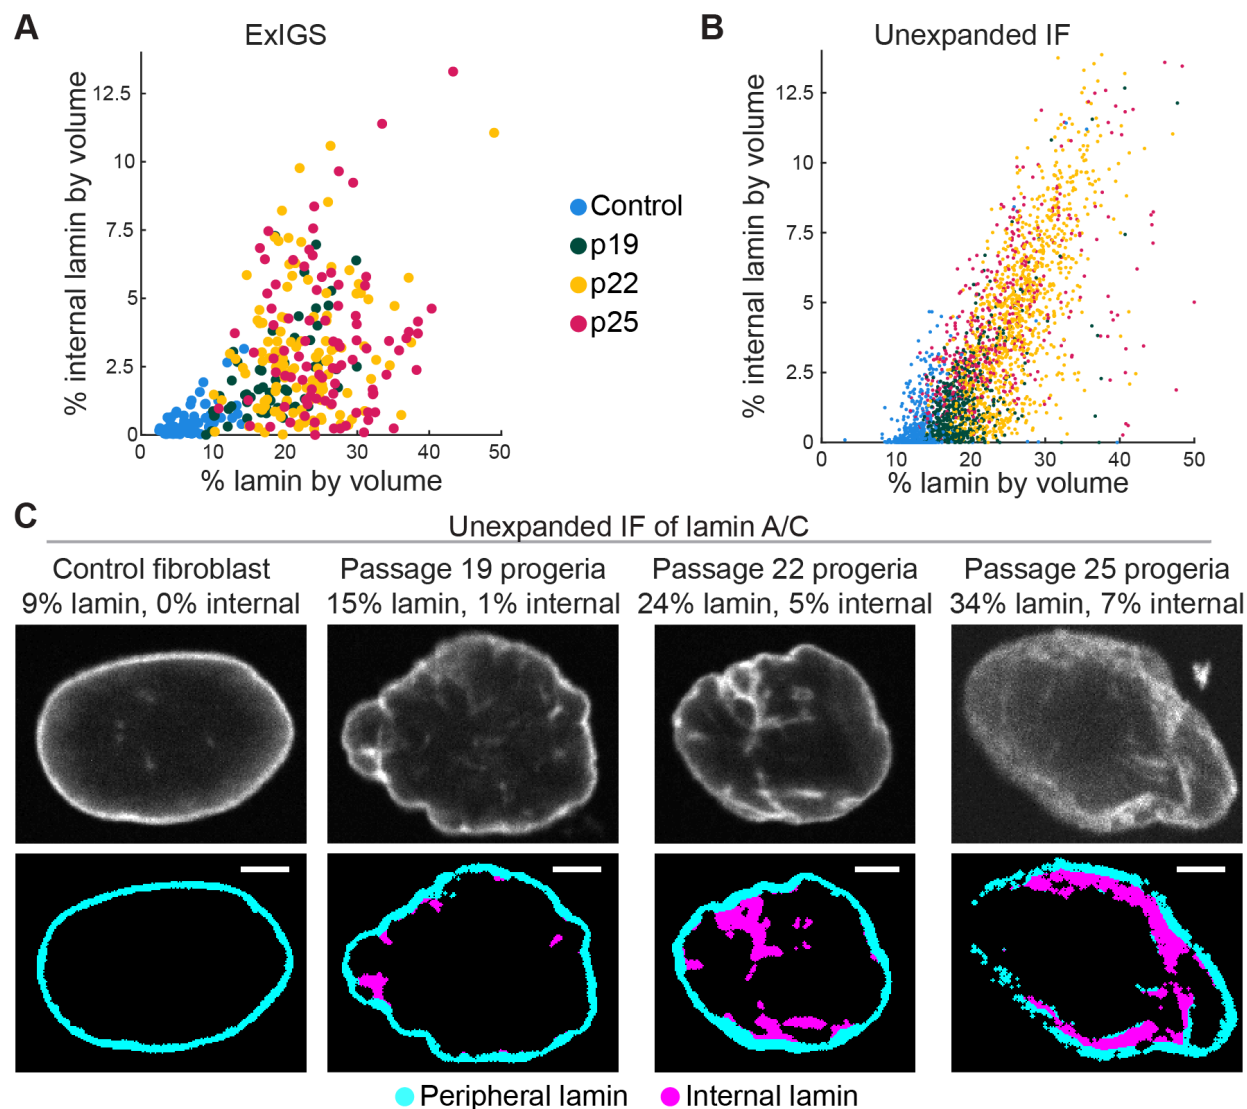 A
ExIGS
% internal lamin by volume
12.5
10
7.5
5
2.5
0
0
10
20
30
40
50
% lamin by volume
Control
p19
p22
p25
B
Unexpanded IF
% internal lamin by volume
12.5
10
7.5
5
2.5
0
0
10
20
30
40
50
% lamin by volume
C
Unexpanded IF of lamin A/C
Control fibroblast
9% lamin, 0% internal
Passage 19 progeria
15% lamin, 1% internal
Passage 22 progeria
24% lamin, 5% internal
Passage 25 progeria
34% lamin, 7% internal
Peripheral lamin
Internal lamin